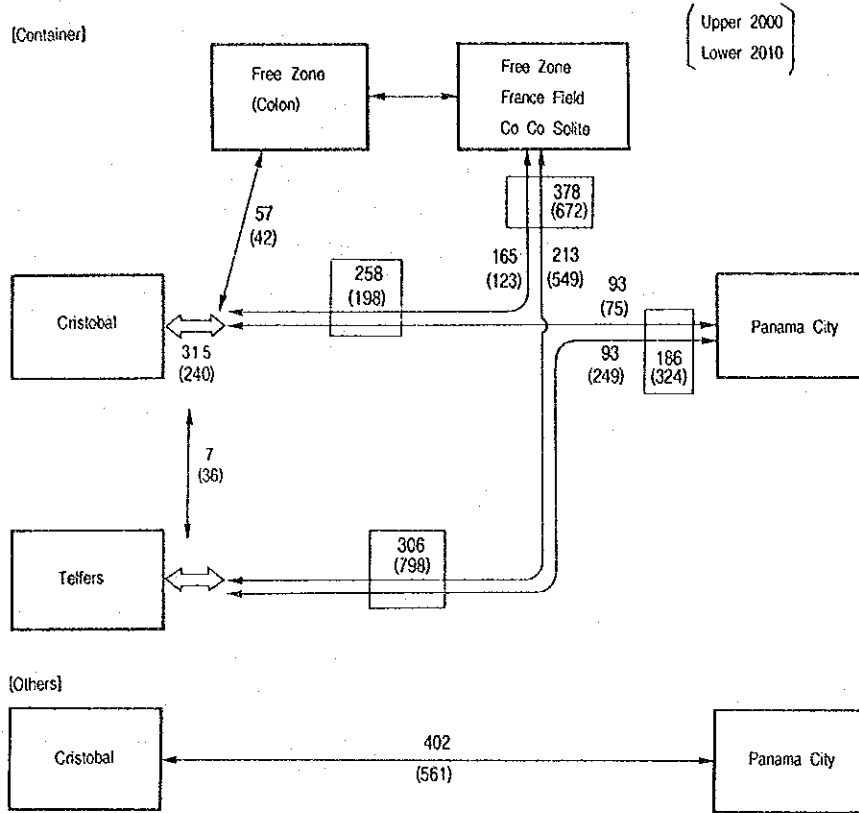 [Container]
Upper 2000
Lower 2010
Free Zone
(Colon)
Free Zone
France Field
Co Co Solite
378
(672)
57
(42)
165
(123)
213
(549)
258
(198)
93
(75)
Cristobal
315
(240)
93
(249)
186
(324)
Panama City
7
(36)
306
(798)
Telfers
[Others]
Cristobal
402
(561)
Panama City